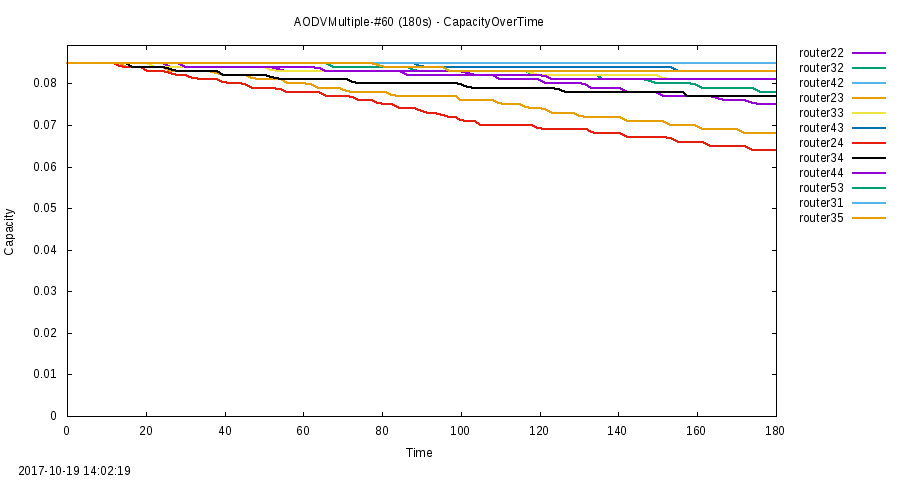 AODVMultiple-#60 (180s) - CapacityOverTime
router22
router32
router42
router23
router33
router43
router24
router34
router44
router53
router31
router35
0.08
0.07
0.06
0.05
0.04
0.03
0.02
0.01
0
Capacity
0 20 40 60 80 100 120 140 160 180
Time
2017-10-19 14:02:19